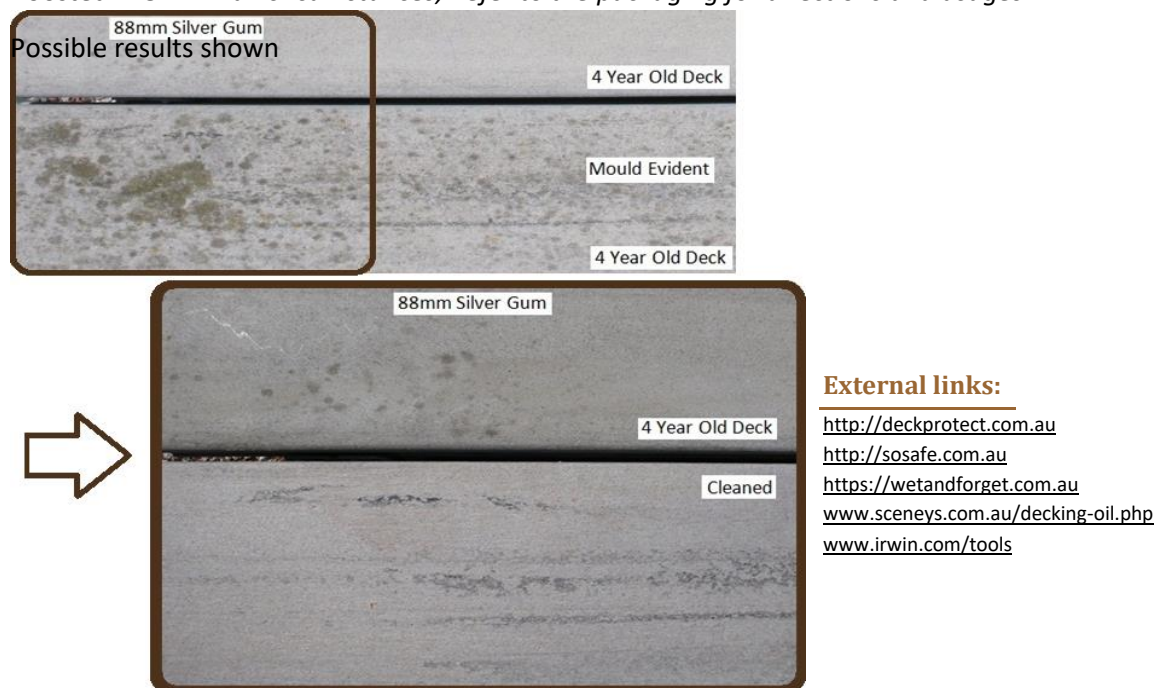 88mm Silver Gum
Possible results shown
4 Year Old Deck
Mould Evident
4 Year Old Deck
88mm Silver Gum
4 Year Old Deck
Cleaned
External links:
http://deckprotect.com.au
http://sosafe.com.au
https://wetandforget.com.au
www.sceneys.com.au/decking-oil.php
www.irwin.com/tools